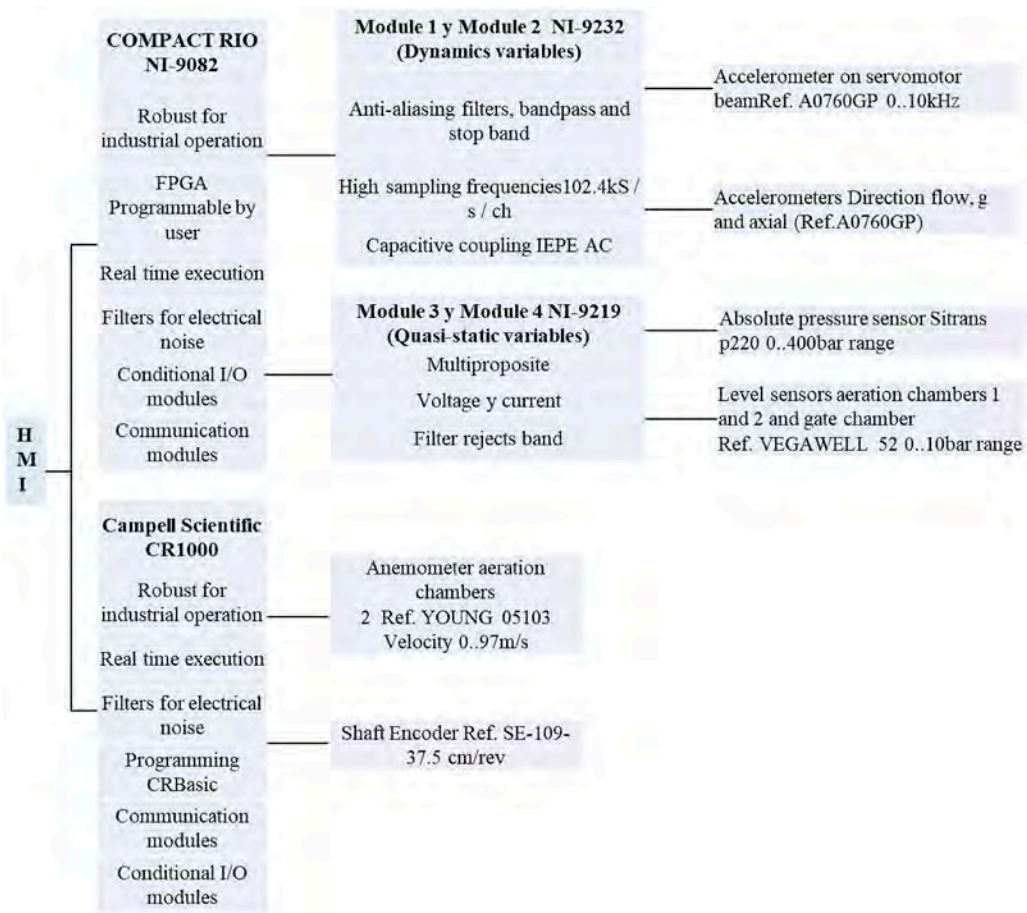 HMI
COMPACT RIO
NI-9082
Robust for
industrial operation
FPGA
Programmable by
user
Real time execution
Filters for electrical
noise
Conditional I/O
modules
Communication
modules
Campell Scientific
CR1000
Robust for
industrial operation
Real time execution
Filters for electrical
noise
Programming
CRBasic
Communication
modules
Conditional I/O
modules
Module 1 y Module 2 NI-9232
(Dynamics variables)
Anti-aliasing filters, bandpass and
stop band
High sampling frequencies102.4kS /
s / ch
Capacitive coupling IEPE AC
Module 3 y Module 4 NI-9219
(Quasi-static variables)
Multiproposite
Voltage y current
Filter rejects band
Anemometer aeration
chambers
2 Ref. YOUNG 05103
Velocity 0..97m/s
Shaft Encoder Ref. SE-109-
37.5 cm/rev
Accelerometer on servomotor
beamRef. A0760GP 0..10kHz
Accelerometers Direction flow, g
and axial (Ref.A0760GP)
Absolute pressure sensor Sitrans
p220 0..400bar range
Level sensors aeration chambers 1
and 2 and gate chamber
Ref. VEGAWELL 52 0..10bar range